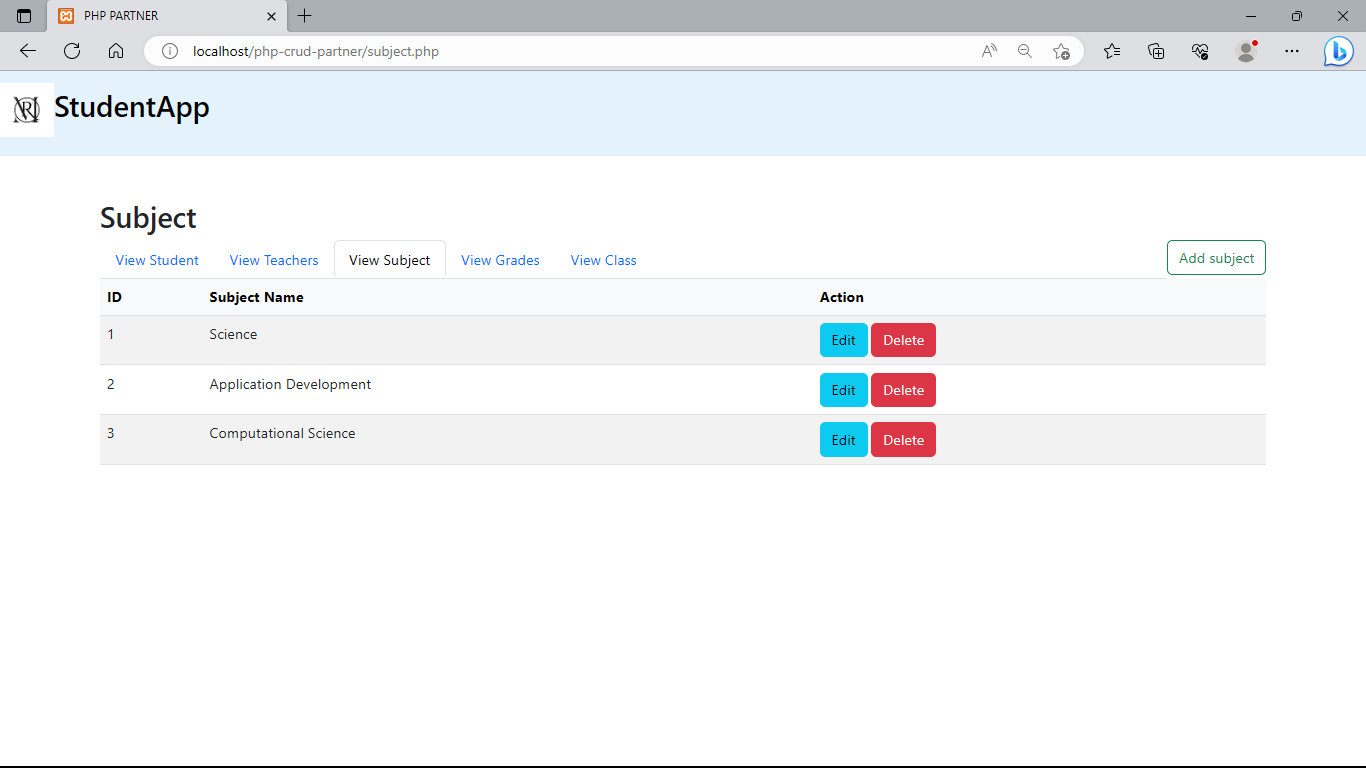 PHP PARTNER
localhost/php-crud-partner/subject.php
StudentApp
Subject
View Student View Teachers View Subject View Grades View Class Add subject
ID Subject Name Action
1 Science Edit Delete
2 Application Development Edit Delete
3 Computational Science Edit Delete